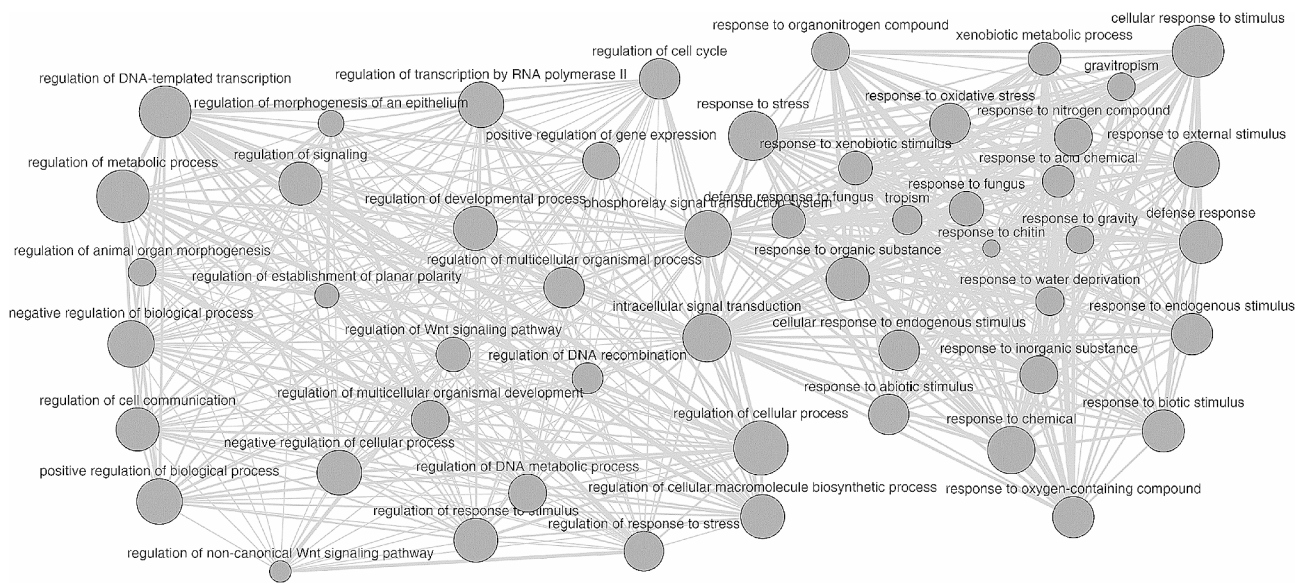 cellular response to stimulus
response to organonitrogen compound
xenobiotic metabolic process
regulation of cell cycle
gravitropism
regulation of DNA-templated transcription
regulation of transcription by RNA polymerase II
response to oxidative stress
regulation of morphogenesis of an epithelium
response to stress
response to nitrogen compound
positive regulation of gene expression
response to external stimulus
response to xenobiotic stimulus
regulation of metabolic process
regulation of signaling
response to acid chemical
response to fungus
regulation of developmental process
phosphorelay signal transduction system
defense response to fungus
tropism
response to gravity
defense response
response to chitin
regulation of animal organ morphogenesis
regulation of multicellular organismal process
response to organic substance
regulation of establishment of planar polarity
response to water deprivation
negative regulation of biological process
intracellular signal transduction
response to endogenous stimulus
regulation of Wnt signaling pathway
cellular response to endogenous stimulus
regulation of DNA recombination
response to inorganic substance
regulation of multicellular organismal development
response to abiotic stimulus
regulation of cell communication
regulation of cellular process
response to chemical
response to biotic stimulus
negative regulation of cellular process
positive regulation of biological process
regulation of DNA metabolic process
regulation of cellular macromolecule biosynthetic process
response to oxygen-containing compound
regulation of response to stimulus
regulation of response to stress
regulation of non-canonical Wnt signaling pathway